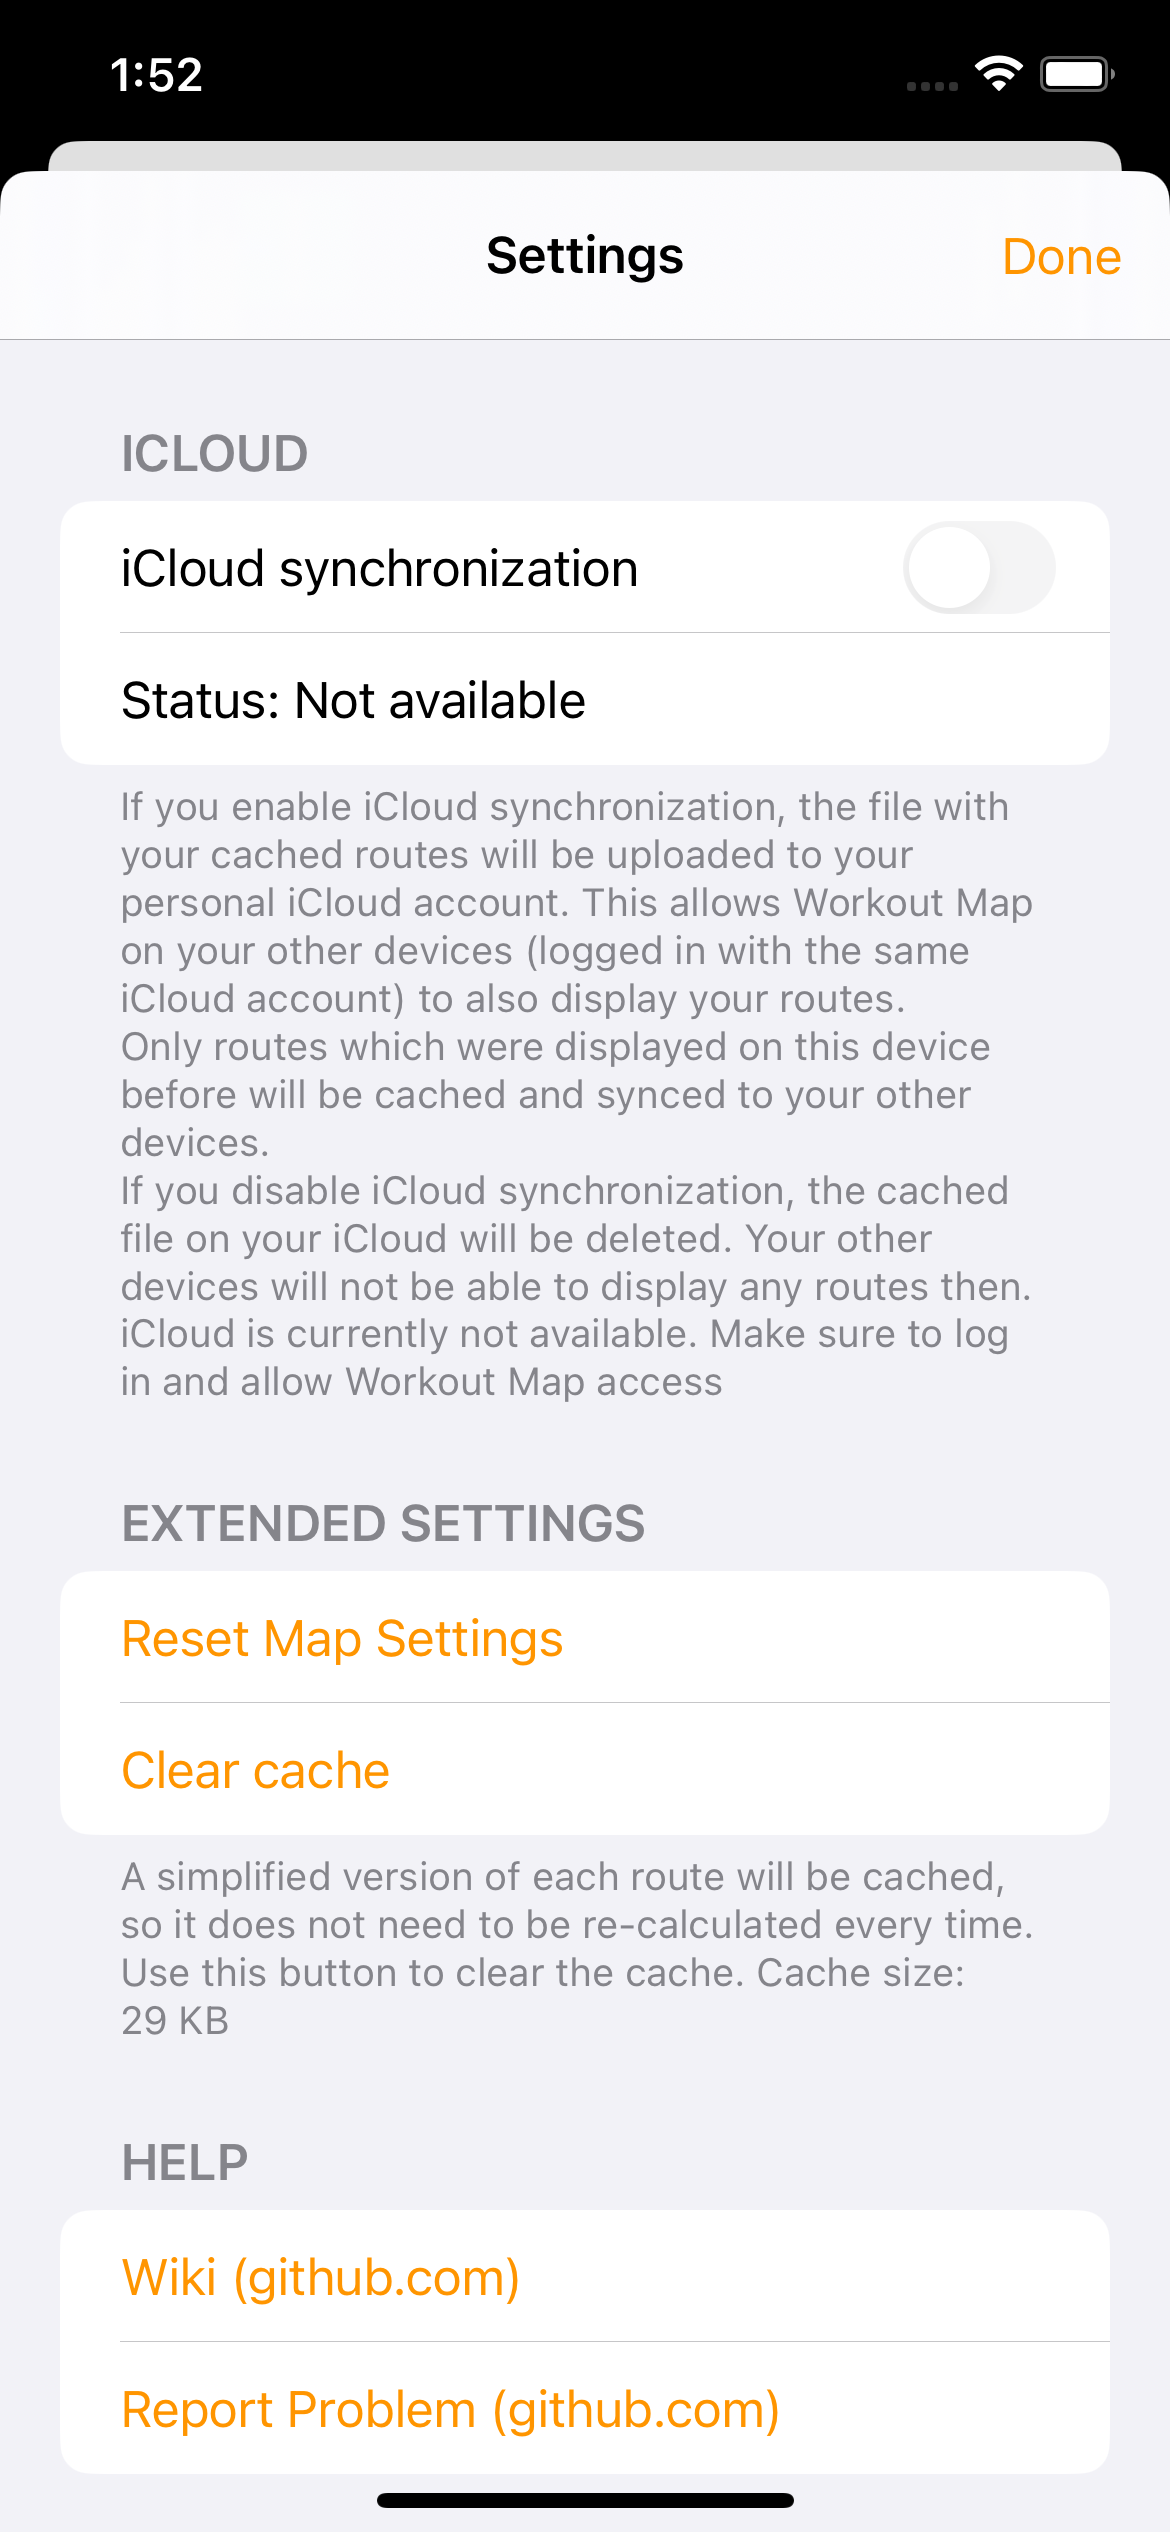 1:52
Settings
Done
ICLOUD
iCloud synchronization
Status: Not available
If you enable iCloud synchronization, the file with
your cached routes will be uploaded to your
personal iCloud account. This allows Workout Map
on your other devices (logged in with the same
iCloud account) to also display your routes.
Only routes which were displayed on this device
before will be cached and synced to your other
devices.
If you disable iCloud synchronization, the cached
file on your iCloud will be deleted. Your other
devices will not be able to display any routes then.
iCloud is currently not available. Make sure to log
in and allow Workout Map access
EXTENDED SETTINGS
Reset Map Settings
Clear cache
A simplified version of each route will be cached,
so it does not need to be re-calculated every time.
Use this button to clear the cache. Cache size:
29 KB
HELP
Wiki (github.com)
Report Problem (github.com)